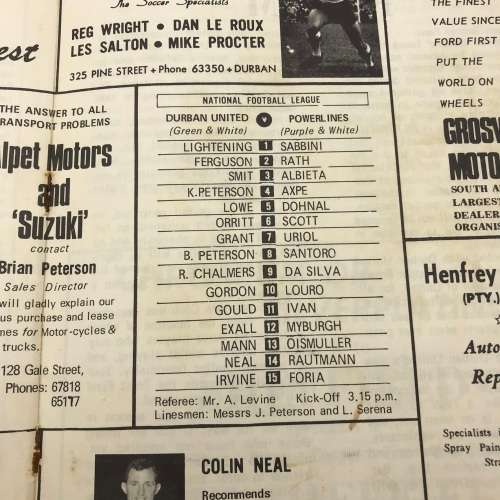 The Soccer Specialists
REG WRIGHT • DAN LE ROUX
LES SALTON • MIKE PROCTER
325 PINE STREET • Phone 63350 • DURBAN
est
THE ANSWER TO ALL
TRANSPORT PROBLEMS
Alpet Motors
and
'Suzuki'
contact
Brian Peterson
Sales Director
will gladly explain our
us purchase and lease
mes for Motor-cycles &
trucks.
128 Gale Street,
Phones: 67818
65177
NATIONAL FOOTBALL LEAGUE
DURBAN UNITED v POWERLINES
(Green & White) (Purple & White)
LIGHTENING 1 SABBINI
FERGUSON 2 RATH
SMIT 3 ALBIETA
K.PETERSON 4 AXPE
LOWE 5 DOHNAL
ORRITT 6 SCOTT
GRANT 7 URIOL
B. PETERSON 8 SANTORO
R. CHALMERS 9 DA SILVA
GORDON 10 LOURO
GOULD 11 IVAN
EXALL 12 MYBURGH
MANN 13 OISMULLER
NEAL 14 RAUTMANN
IRVINE 15 FORIA
Referee: Mr. A. Levine Kick-Off 3.15 p.m.
Linesmen: Messrs J. Peterson and L. Serena
COLIN NEAL
Recommends
THE FINEST
VALUE SINCE
FORD FIRST
PUT THE
WORLD ON
WHEELS
GROSV
MOTO
SOUTH A
LARGEST
DEALER
ORGANIS
Henfrey
(PTY.)
Auto
Rep
Specialists i
Spray Pain
Stra